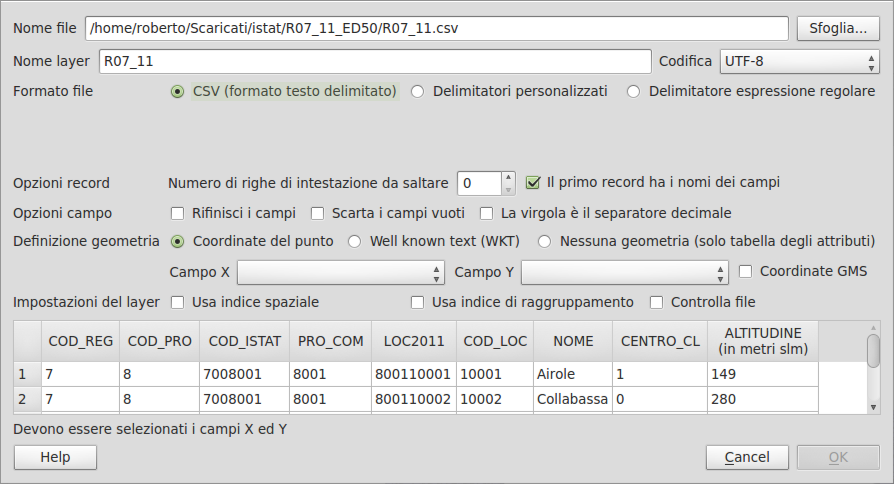 Nome file /home/roberto/Scaricati/istat/R07_11_ED50/R07_11.csv Sfoglia...
Nome layer R07_11 Codifica UTF-8
Formato file CSV (formato testo delimitato) Delimitatori personalizzati Delimitatore espressione regolare
Opzioni record Numero di righe di intestazione da saltare 0 Il primo record ha i nomi dei campi
Opzioni campo Rifinisci i campi Scarta i campi vuoti La virgola è il separatore decimale
Definizione geometria Coordinate del punto Well known text (WKT) Nessuna geometria (solo tabella degli attributi)
Campo X Campo Y Coordinate GMS
Impostazioni del layer Usa indice spaziale Usa indice di raggruppamento Controlla file
COD_REG COD_PRO COD_ISTAT PRO_COM LOC2011 COD_LOC NOME CENTRO_CL ALTITUDINE
(in metri slm)
1 7 8 7008001 8001 800110001 10001 Airole 1 149
2 7 8 7008001 8001 800110002 10002 Collabassa 0 280
Devono essere selezionati i campi X ed Y
Help Cancel OK